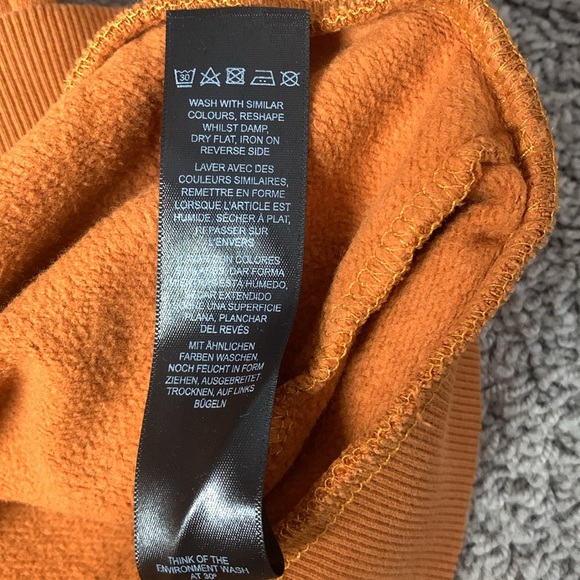 30
WASH WITH SIMILAR
COLOURS, RESHAPE
WHILST DAMP,
DRY FLAT, IRON ON
REVERSE SIDE
LAVER AVEC DES
COULEURS SIMILAIRES,
REMETTRE EN FORME
LORSQUE L'ARTICLE EST
HUMIDE, SÉCHER À PLAT,
REPASSER SUR
L'ENVERS
COLORES
DAR FORMA
ESTÁ HÚMEDO,
EXTENDIDO
UNA SUPERFICIE
PLANA, PLANCHAR
DEL REVÉS
MIT ÄHNLICHEN
FARBEN WASCHEN,
NOCH FEUCHT IN FORM
ZIEHEN, AUSGEBREITET
TROCKNEN, AUF LINKS
BÜGELN
THINK OF THE
ENVIRONMENT WASH
AT 30°